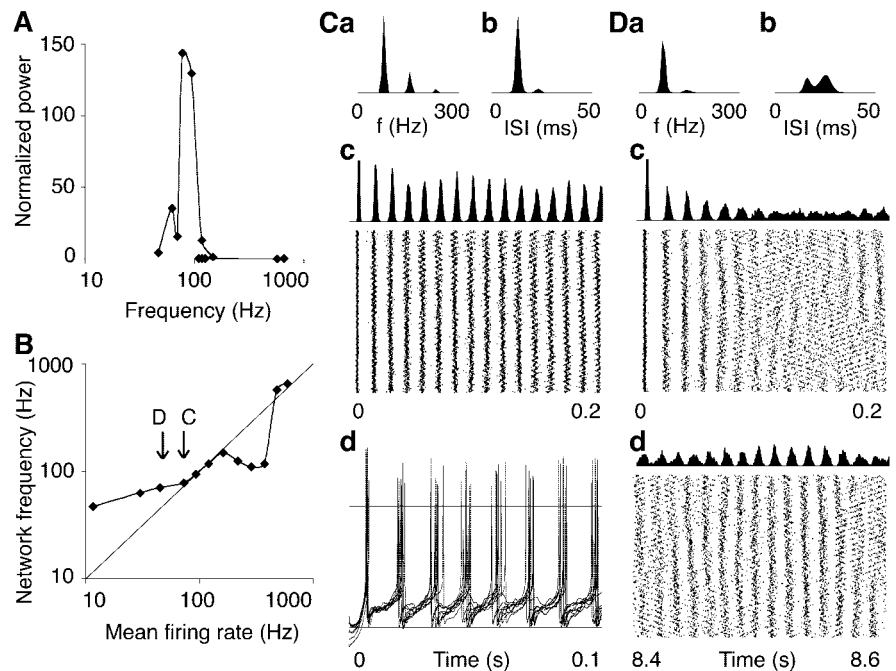 A
Normalized power
150
100
50
0
10
100
1000
Frequency (Hz)
B
Network frequency (Hz)
1000
100
10
D C
10
100
1000
Mean firing rate (Hz)
Ca
0
300
f (Hz)
b
0
50
ISI (ms)
c
0
0.2
d
0
Time (s)
0.1
Da
0
300
f (Hz)
b
0
50
ISI (ms)
c
0
0.2
d
8.4
Time (s)
8.6